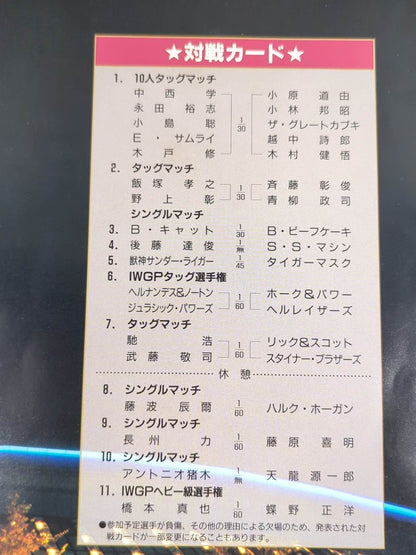 ★対戦カード★
1. 10人タッグマッチ
中西 学 小原道由
永田裕志 小林邦昭
小島 聡 1/30 ザ・グレートカブキ
E・サムライ 越中詩郎
木戸 修 木村健悟
2. タッグマッチ
飯塚孝之 1/30 斉藤彰俊
野上 彰 青柳政司
シングルマッチ
3. B・キャット 1/30 B・ビーフケーキ
4. 後藤達俊 1/無 S・S・マシン
5. 獣神サンダー・ライガー 1/45 タイガーマスク
6. IWGPタッグ選手権
ヘルナンデス&ノートン 1/60 ホーク&パワー
ジュラシック・パワーズ ヘルレイザーズ
7. タッグマッチ
馳 浩 1/60 リック&スコット
武藤敬司 スタイナー・ブラザーズ
休憩
8. シングルマッチ
藤波辰爾 1/60 ハルク・ホーガン
9. シングルマッチ
長州 力 1/60 藤原喜明
10. シングルマッチ
アントニオ猪木 1/無 天龍源一郎
11. IWGPヘビー級選手権
橋本真也 1/60 蝶野正洋
●参加予定選手が負傷、その他の理由による欠場のため、発表された対
戦カードが一部変更になることもあります。